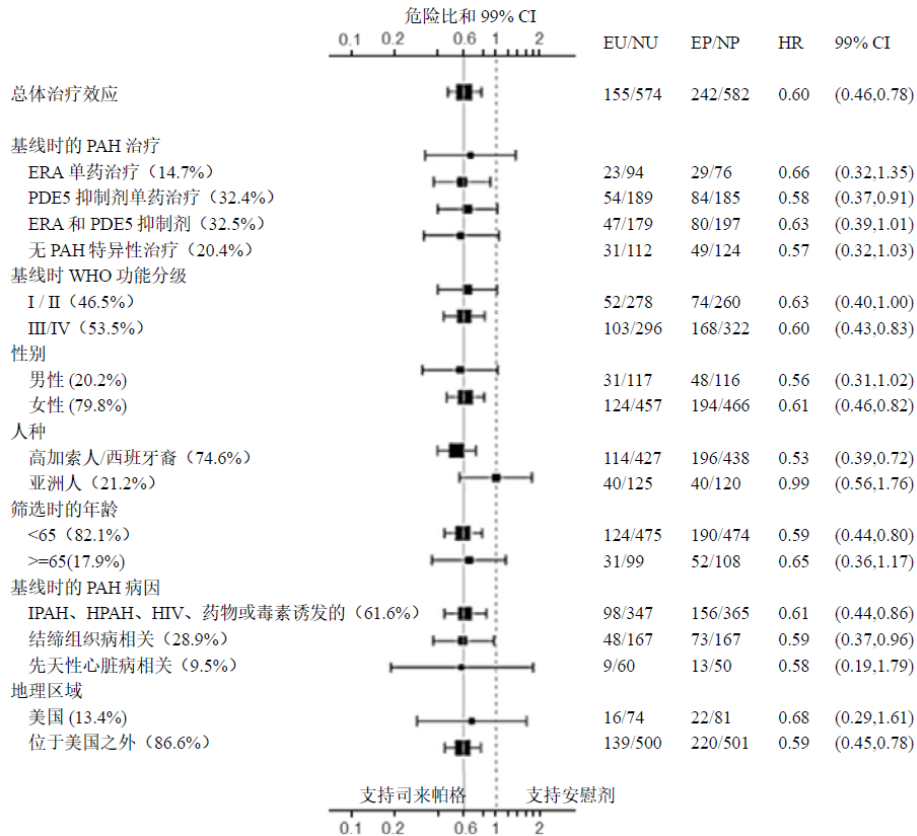 危险比和 99% CI
0.1 0.2 0.6 1 2 EU/NU EP/NP HR 99% CI
总体治疗效应 155/574 242/582 0.60 (0.46,0.78)
基线时的 PAH 治疗
ERA 单药治疗（14.7%） 23/94 29/76 0.66 (0.32,1.35)
PDE5 抑制剂单药治疗（32.4%） 54/189 84/185 0.58 (0.37,0.91)
ERA 和 PDE5 抑制剂（32.5%） 47/179 80/197 0.63 (0.39,1.01)
无 PAH 特异性治疗（20.4%） 31/112 49/124 0.57 (0.32,1.03)
基线时 WHO 功能分级
I / II（46.5%） 52/278 74/260 0.63 (0.40,1.00)
III/IV（53.5%） 103/296 168/322 0.60 (0.43,0.83)
性别
男性 (20.2%) 31/117 48/116 0.56 (0.31,1.02)
女性 (79.8%) 124/457 194/466 0.61 (0.46,0.82)
人种
高加索人/西班牙裔（74.6%） 114/427 196/438 0.53 (0.39,0.72)
亚洲人（21.2%） 40/125 40/120 0.99 (0.56,1.76)
筛选时的年龄
<65（82.1%） 124/475 190/474 0.59 (0.44,0.80)
>=65(17.9%) 31/99 52/108 0.65 (0.36,1.17)
基线时的 PAH 病因
IPAH、HPAH、HIV、药物或毒素诱发的（61.6%） 98/347 156/365 0.61 (0.44,0.86)
结缔组织病相关（28.9%） 48/167 73/167 0.59 (0.37,0.96)
先天性心脏病相关（9.5%） 9/60 13/50 0.58 (0.19,1.79)
地理区域
美国 (13.4%) 16/74 22/81 0.68 (0.29,1.61)
位于美国之外（86.6%） 139/500 220/501 0.59 (0.45,0.78)
支持司来帕格 支持安慰剂
0.1 0.2 0.6 1 2